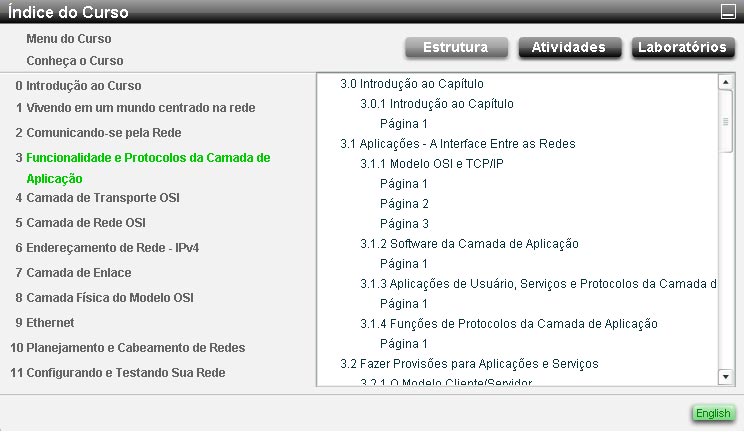 Índice do Curso
Menu do Curso
Conheça o Curso
Estrutura
Atividades
Laboratórios
0 Introdução ao Curso
1 Vivendo em um mundo centrado na rede
2 Comunicando-se pela Rede
3 Funcionalidade e Protocolos da Camada de
Aplicação
4 Camada de Transporte OSI
5 Camada de Rede OSI
6 Endereçamento de Rede - IPv4
7 Camada de Enlace
8 Camada Física do Modelo OSI
9 Ethernet
10 Planejamento e Cabeamento de Redes
11 Configurando e Testando Sua Rede
3.0 Introdução ao Capítulo
3.0.1 Introdução ao Capítulo
Página 1
3.1 Aplicações - A Interface Entre as Redes
3.1.1 Modelo OSI e TCP/IP
Página 1
Página 2
Página 3
3.1.2 Software da Camada de Aplicação
Página 1
3.1.3 Aplicações de Usuário, Serviços e Protocolos da Camada d
Página 1
3.1.4 Funções de Protocolos da Camada de Aplicação
Página 1
3.2 Fazer Provisões para Aplicações e Serviços
3.2.1 O Modelo Cliente/Servidor
English